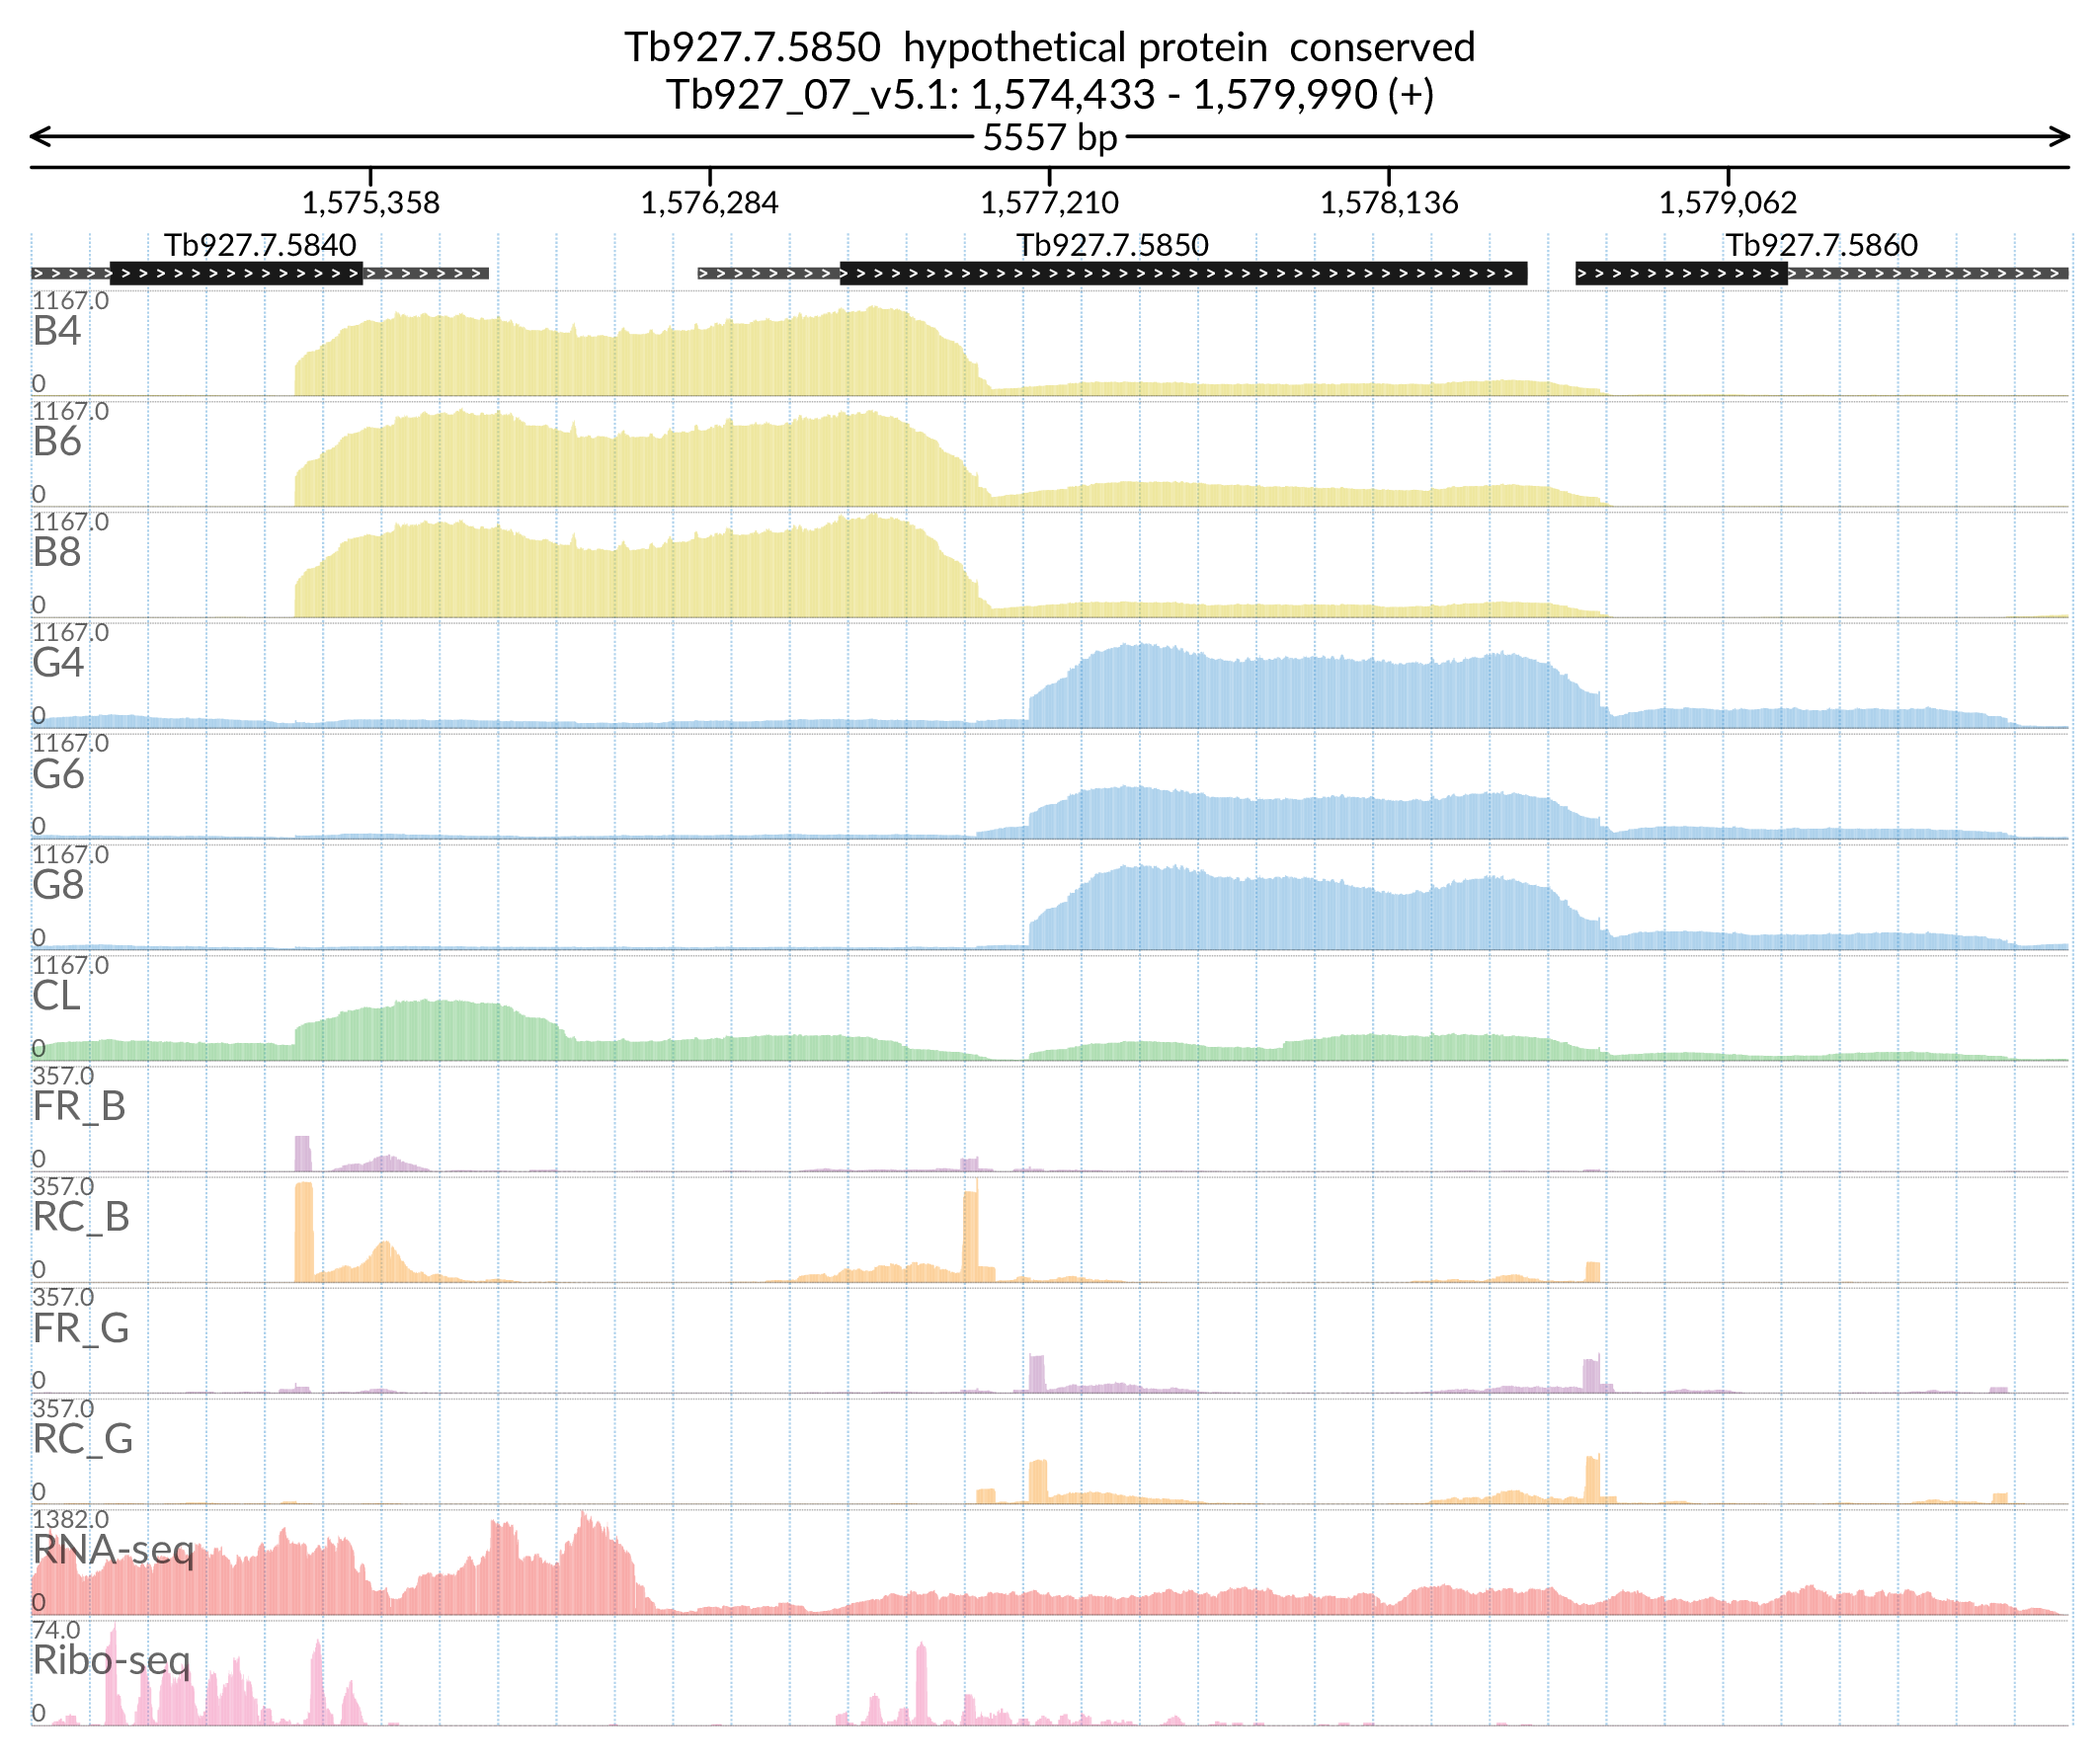 Tb927.7.5850 hypothetical protein conserved
Tb927_07_v5.1: 1,574,433 - 1,579,990 (+)
5557 bp
1,575,358 1,576,284 1,577,210 1,578,136 1,579,062
Tb927.7.5840 Tb927.7.5850 Tb927.7.5860
1167.0
B4
0
1167.0
B6
0
1167.0
B8
0
1167.0
G4
0
1167.0
G6
0
1167.0
G8
0
1167.0
CL
0
357.0
FR_B
0
357.0
RC_B
0
357.0
FR_G
0
357.0
RC_G
0
1382.0
RNA-seq
0
74.0
Ribo-seq
0